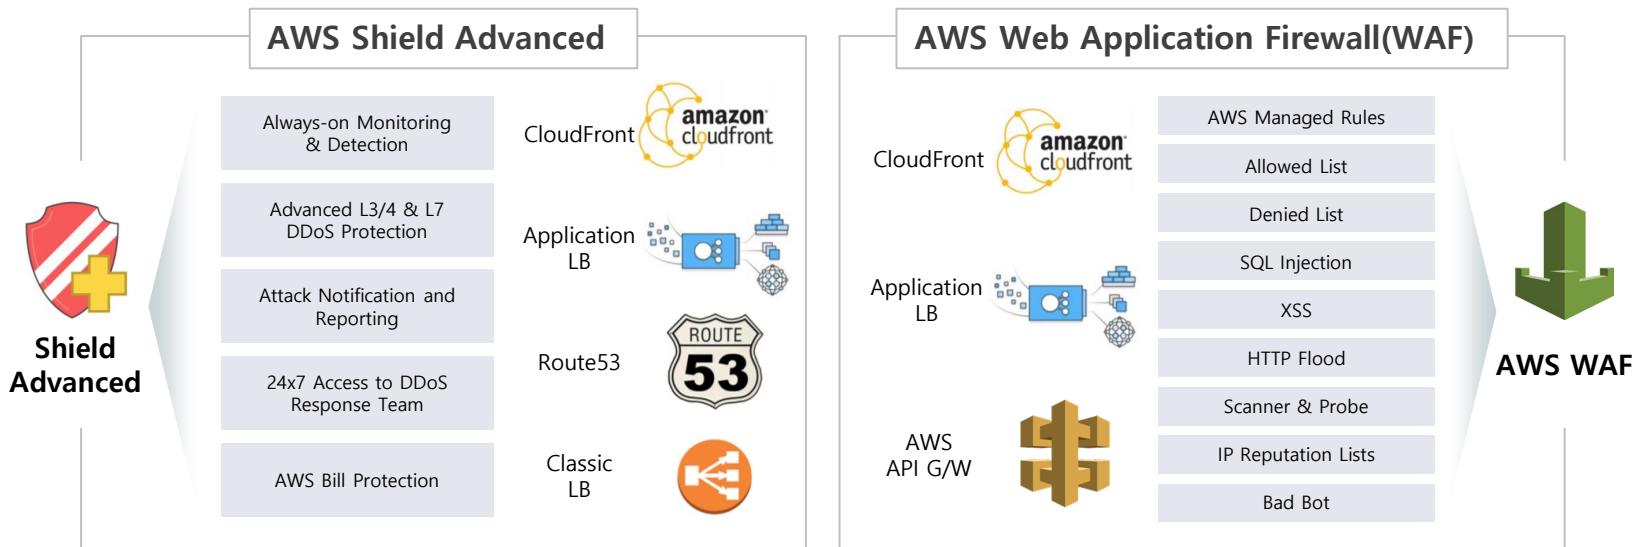 AWS Shield Advanced
Always-on Monitoring
& Detection
Advanced L3/4 & L7
DDoS Protection
Attack Notification and
Reporting
24x7 Access to DDoS
Response Team
AWS Bill Protection
Shield
Advanced
CloudFront
amazon
cloudfront
Application
LB
Route53
ROUTE
53
Classic
LB
AWS Web Application Firewall(WAF)
CloudFront
amazon
cloudfront
Application
LB
AWS
API G/W
AWS Managed Rules
Allowed List
Denied List
SQL Injection
XSS
HTTP Flood
Scanner & Probe
IP Reputation Lists
Bad Bot
AWS WAF